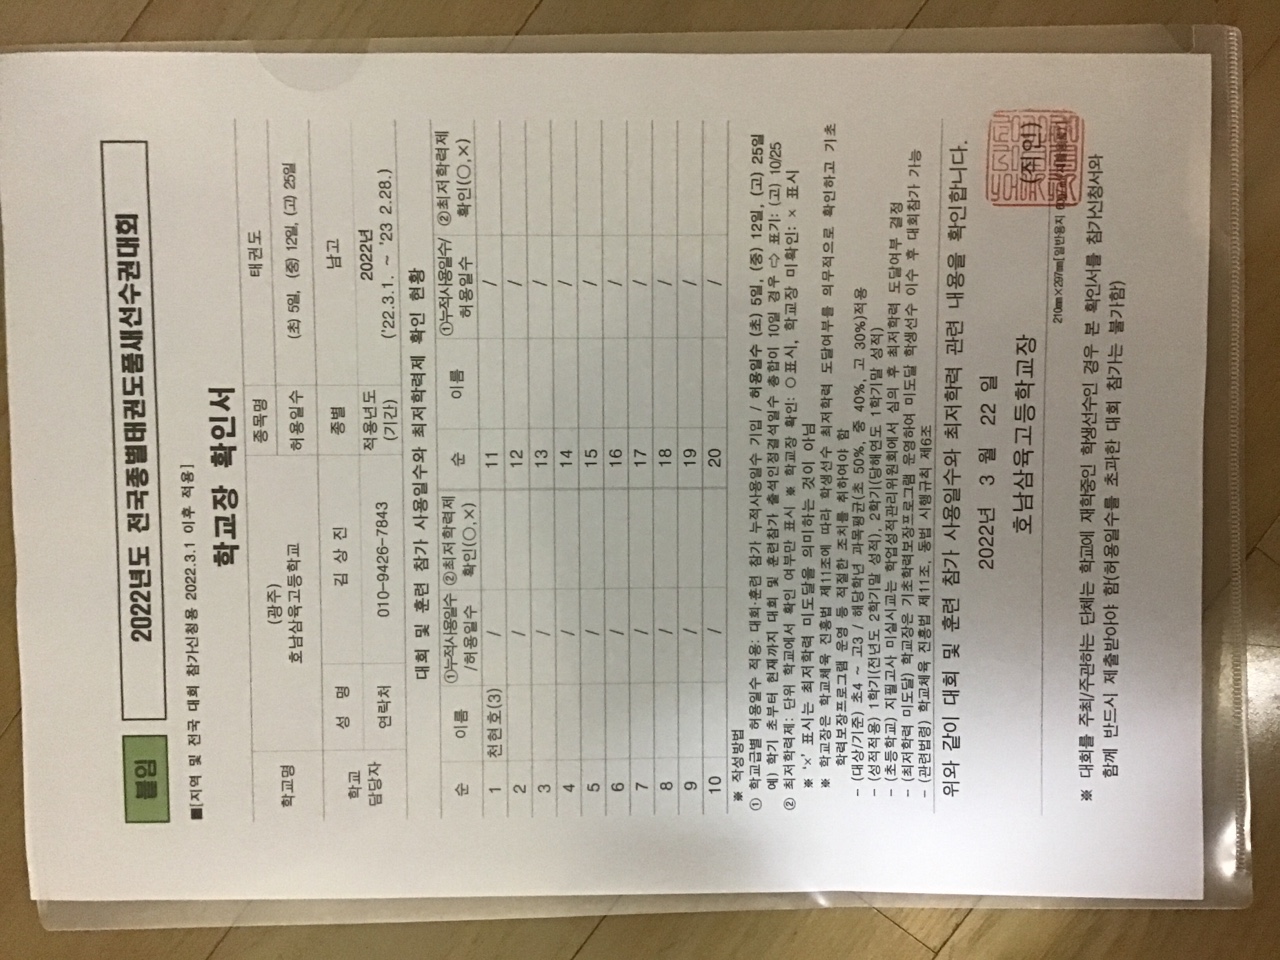 붙임
2022년도 전국종별태권도품새선수권대회
■[지역 및 전국 대회 참가신청용 2022.3.1 이후 적용]
학교장 확인서
학교명 (광주) 호남삼육고등학교 종목명 태권도
허용일수 (초) 5일, (중) 12일, (고) 25일
학교 담당자 성 명 김 상 진 종별 남고
연락처 010-9426-7843 적용년도 (기간) 2022년 ('22.3.1. ~ '23 2.28.)
대회 및 훈련 참가 사용일수와 최저학력제 확인 현황
순 이름 ①누적사용일수/허용일수 ②최저학력제 확인(○,×) 순 이름 ①누적사용일수/허용일수 ②최저학력제 확인(○,×)
1 천현호(3) / 11 /
2 / 12 /
3 / 13 /
4 / 14 /
5 / 15 /
6 / 16 /
7 / 17 /
8 / 18 /
9 / 19 /
10 / 20 /
※ 작성방법
① 학교급별 허용일수 적용: 대회·훈련 참가 누적사용일수 기입 / 허용일수 (초) 5일, (중) 12일, (고) 25일
예) 학기 초부터 현재까지 대회 및 훈련참가 출석인정결석일수 총합이 10일 경우 ⇨ 표기: (고) 10/25
② 최저학력제: 단위 학교에서 확인 여부만 표시 ※ 학교장 확인: ○ 표시, 학교장 미확인: × 표시
※ '×' 표시는 최저학력 미도달을 의미하는 것이 아님
※ 학교장은 학교체육 진흥법 제11조에 따라 학생선수 최저학력 도달여부를 의무적으로 확인하고 기초
학력보장프로그램 운영 등 적절한 조치를 취하여야 함
- (대상/기준) 초4 ~ 고3 / 해당학년 과목평균(초 50%, 중 40%, 고 30%)적용
- (성적적용) 1학기(전년도 2학기말 성적), 2학기(당해연도 1학기말 성적)
- (초등학교) 지필고사 미실시교는 학업성적관리위원회에서 심의 후 최저학력 도달여부 결정
- (최저학력 미도달) 학교장은 기초학력보장프로그램 운영하여 미도달 학생선수 이수 후 대회참가 가능
- (관련법령) 학교체육 진흥법 제11조, 동법 시행규칙 제6조
위와 같이 대회 및 훈련 참가 사용일수와 최저학력 관련 내용을 확인합니다.
2022년 3 월 22 일
호남삼육고등학교장 (직인)
210mm×297mm[일반용지
※ 대회를 주최/주관하는 단체는 학교에 재학중인 학생선수인 경우 본 확인서를 참가신청서와
함께 반드시 제출받아야 함(허용일수를 초과한 대회 참가는 불가함)